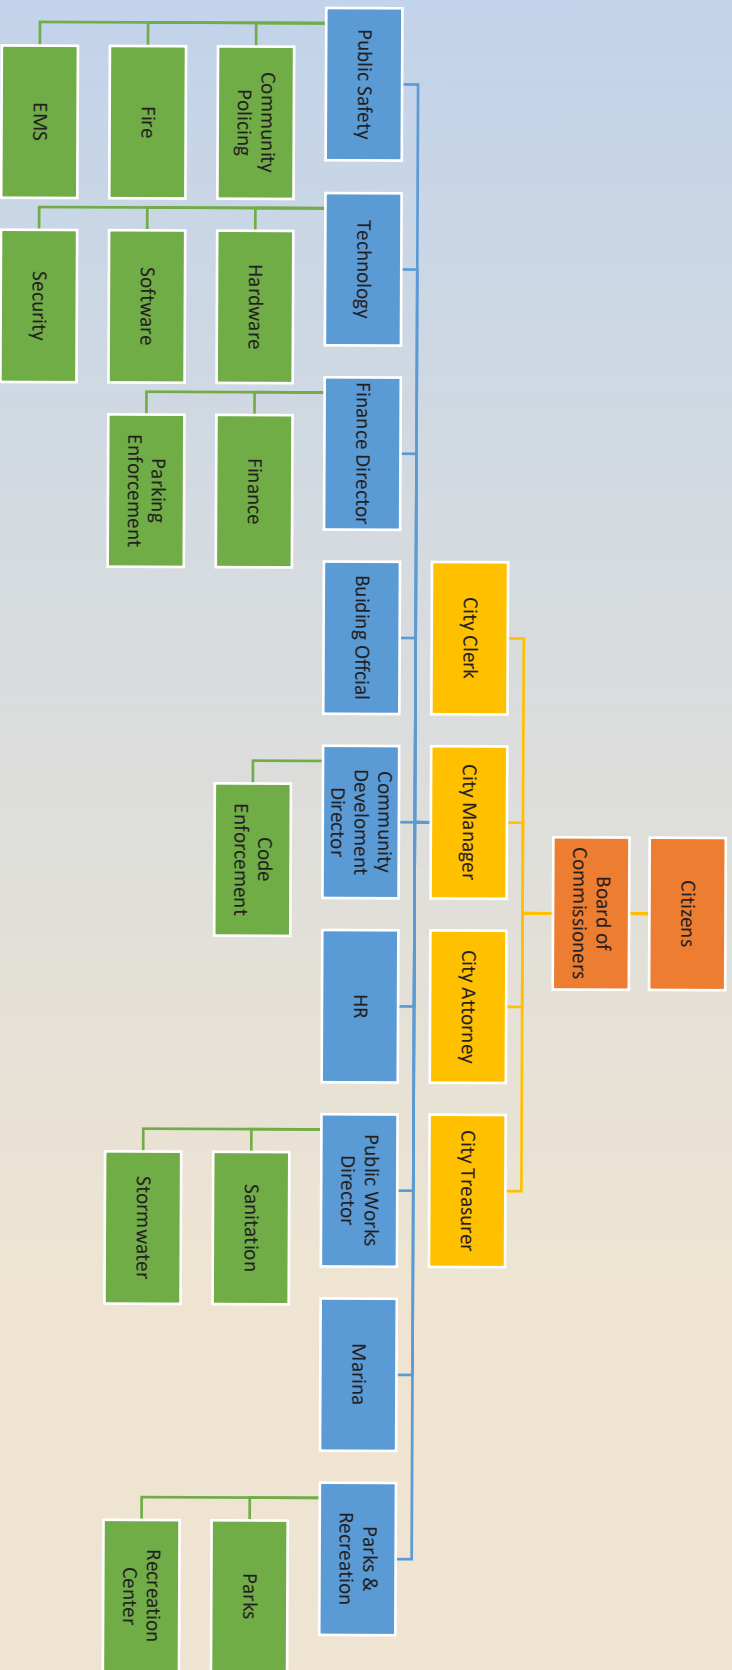 Citizens
Board of
Commissioners
City Clerk
City Manager
City Attorney
City Treasurer
Public Safety
Technology
Finance Director
Buiding Offcial
Community
Develoment
Director
HR
Public Works
Director
Marina
Parks &
Recreation
Community
Policing
Fire
EMS
Hardware
Software
Security
Finance
Parking
Enforcement
Code
Enforcement
Sanitation
Stormwater
Parks
Recreation
Center